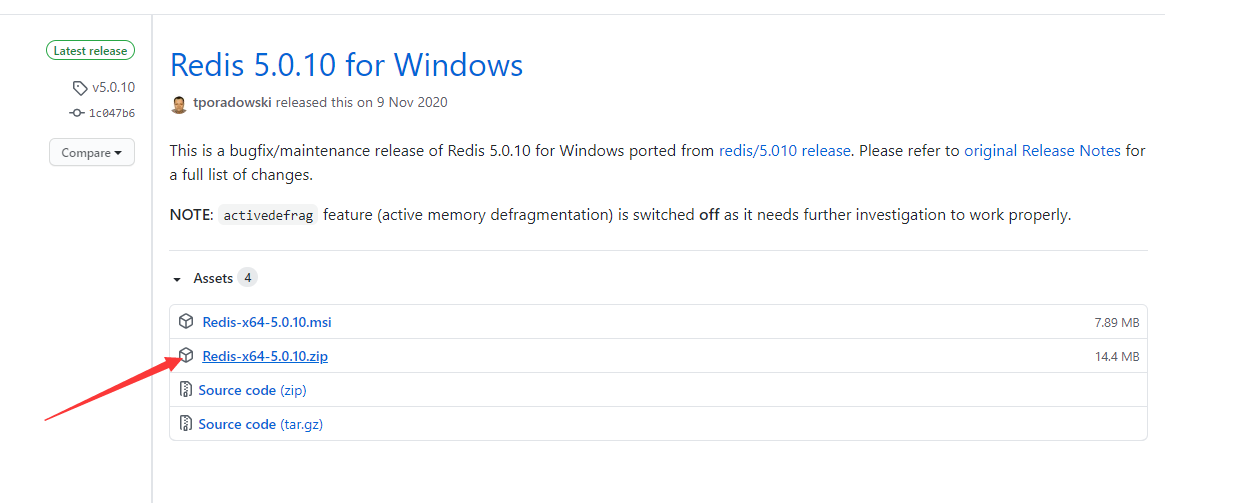 Latest release
v5.0.10
1c047b6
Compare
Redis 5.0.10 for Windows
tporadowski released this on 9 Nov 2020
This is a bugfix/maintenance release of Redis 5.0.10 for Windows ported from redis/5.010 release. Please refer to original Release Notes for
a full list of changes.
NOTE: activedefrag feature (active memory defragmentation) is switched off as it needs further investigation to work properly.
Assets 4
Redis-x64-5.0.10.msi 7.89 MB
Redis-x64-5.0.10.zip 14.4 MB
Source code (zip)
Source code (tar.gz)